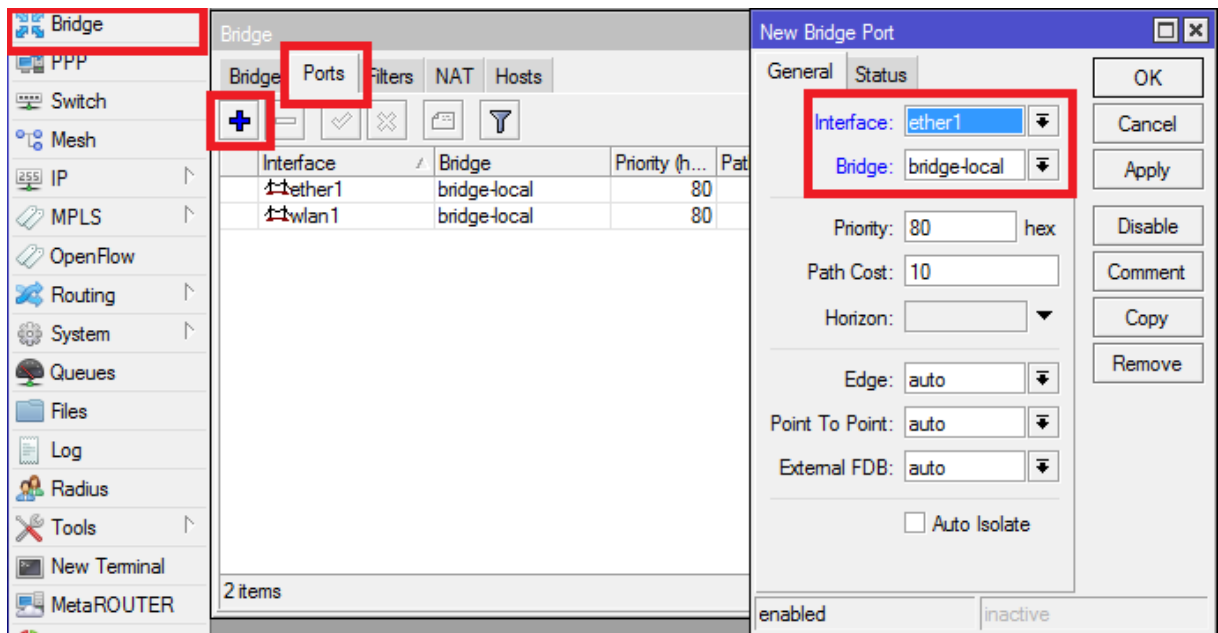 Bridge
PPP
Switch
Mesh
255 IP
MPLS
OpenFlow
Routing
System
Queues
Files
Log
Radius
Tools
New Terminal
MetaROUTER
Bridge
Bridge Ports Filters NAT Hosts
Interface Bridge Priority (h... Pat
ether1 bridge-local 80
wlan1 bridge-local 80
2 items
New Bridge Port
General Status
Interface: ether1
Bridge: bridge-local
Priority: 80 hex
Path Cost: 10
Horizon:
Edge: auto
Point To Point: auto
External FDB: auto
Auto Isolate
OK
Cancel
Apply
Disable
Comment
Copy
Remove
enabled inactive